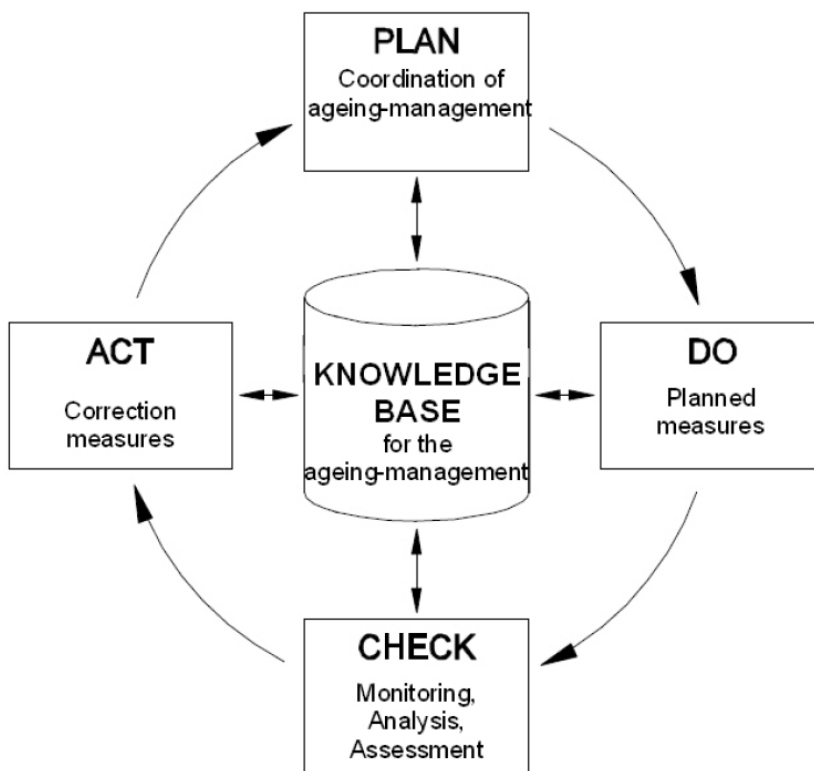 PLAN
Coordination of
ageing-management
ACT
Correction
measures
KNOWLEDGE
BASE
for the
ageing-management
DO
Planned
measures
CHECK
Monitoring,
Analysis,
Assessment